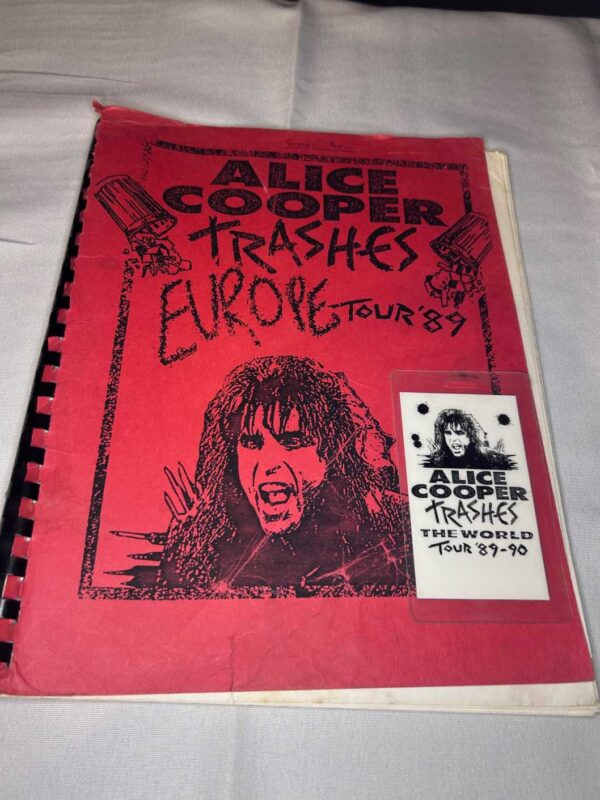 ALICE
COOPER
TRASHES
EUROPE TOUR '89
ALICE
COOPER
TRASHES
THE WORLD
TOUR '89-90